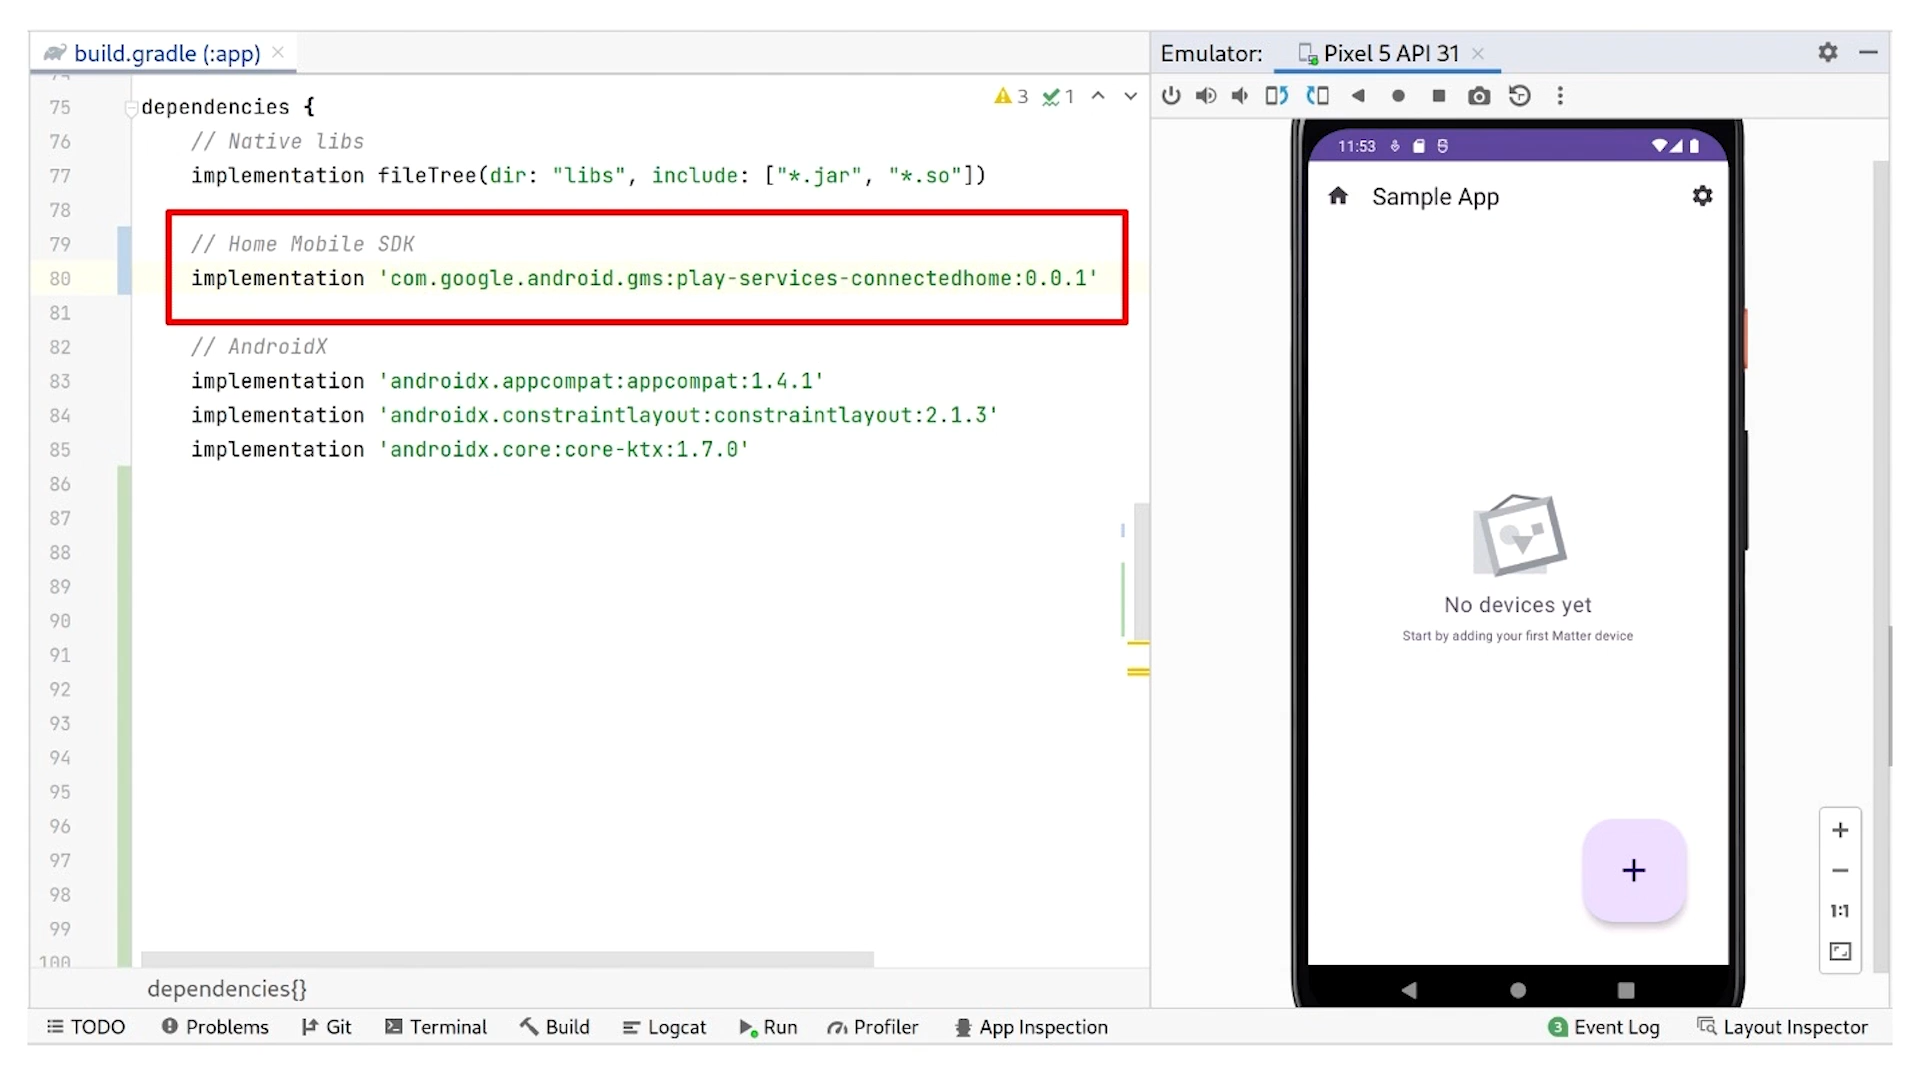 build.gradle (:app)
Emulator: Pixel 5 API 31
75 dependencies {
3 1
76 // Native libs
77 implementation fileTree(dir: "libs", include: ["*.jar", "*.so"])
78
79 // Home Mobile SDK
80 implementation 'com.google.android.gms:play-services-connectedhome:0.0.1'
81
82 // AndroidX
83 implementation 'androidx.appcompat:appcompat:1.4.1'
84 implementation 'androidx.constraintlayout:constraintlayout:2.1.3'
85 implementation 'androidx.core:core-ktx:1.7.0'
86
87
88
89
90
91
92
93
94
95
96
97
98
99
100
dependencies{}
11:53
Sample App
No devices yet
Start by adding your first Matter device
+
+
−
1:1
TODO Problems Git Terminal Build Logcat Run Profiler App Inspection 3 Event Log Layout Inspector